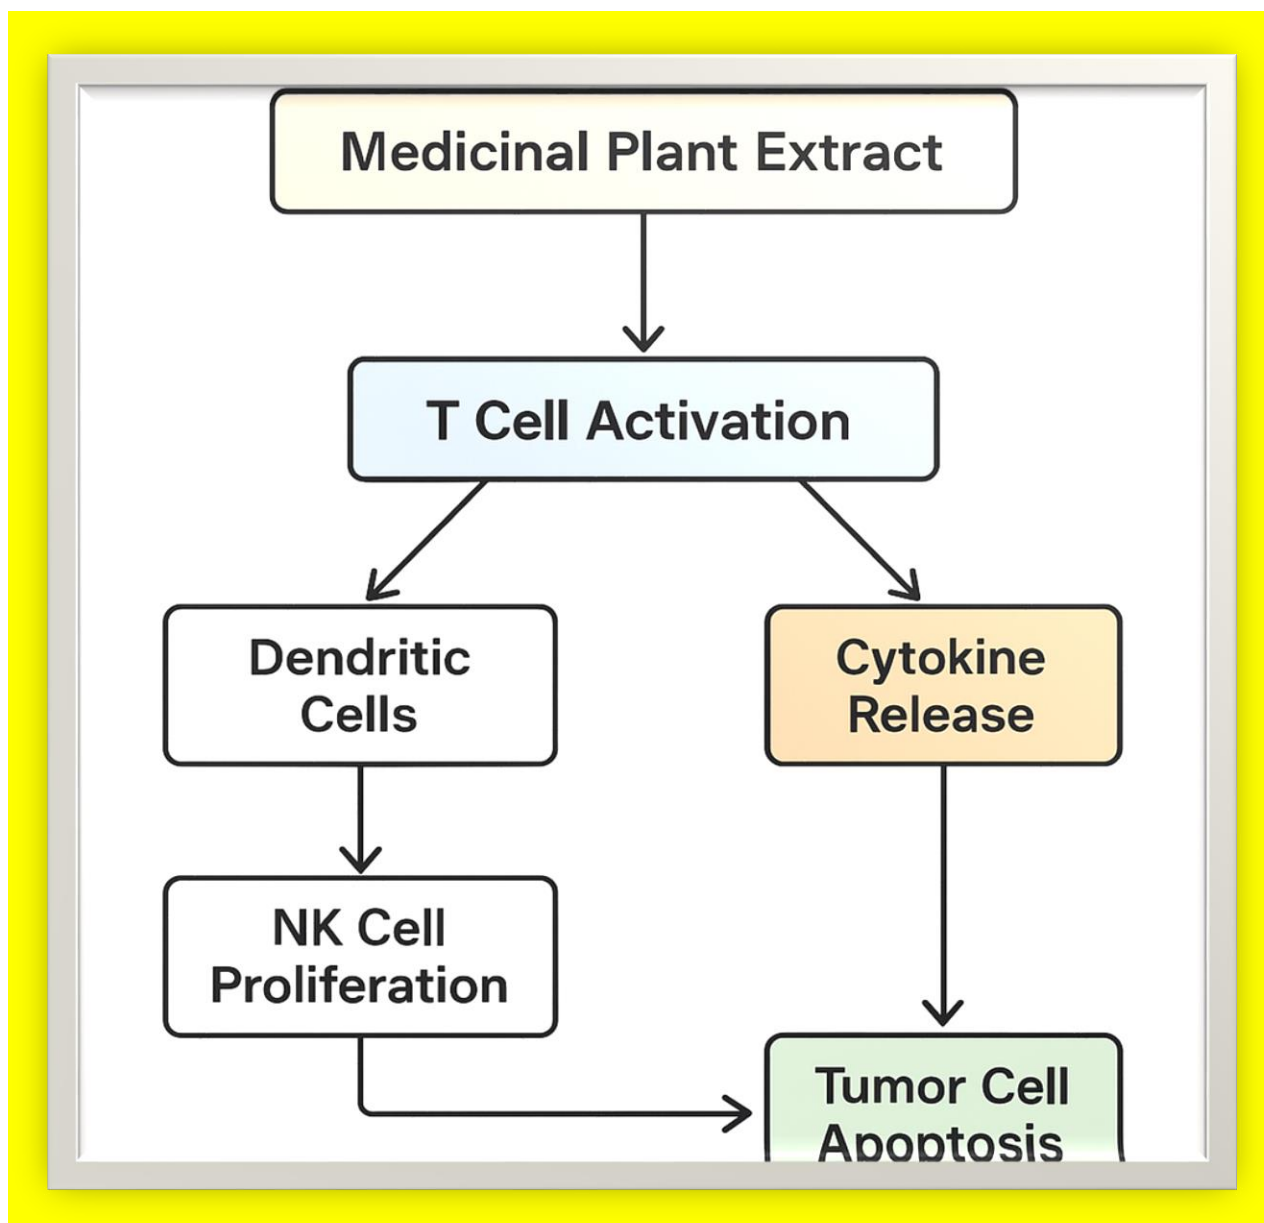 Medicinal Plant Extract
T Cell Activation
Dendritic
Cells
Cytokine
Release
NK Cell
Proliferation
Tumor Cell
Apoptosis